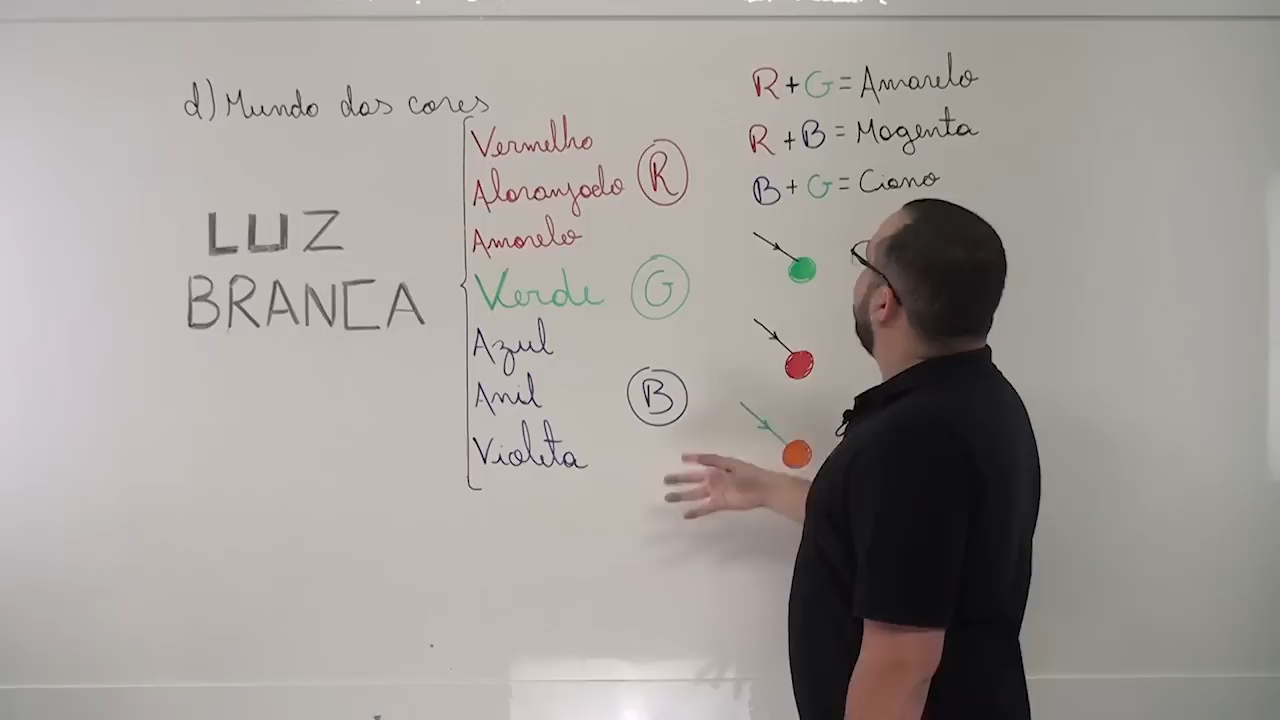 d) Mundo das cores
LUZ
BRANCA
Vermelho
Alaranjado
R
Amarelo
Verde
G
Azul
Anil
B
Violeta
R + G = Amarelo
R + B = Magenta
B + G = Ciano